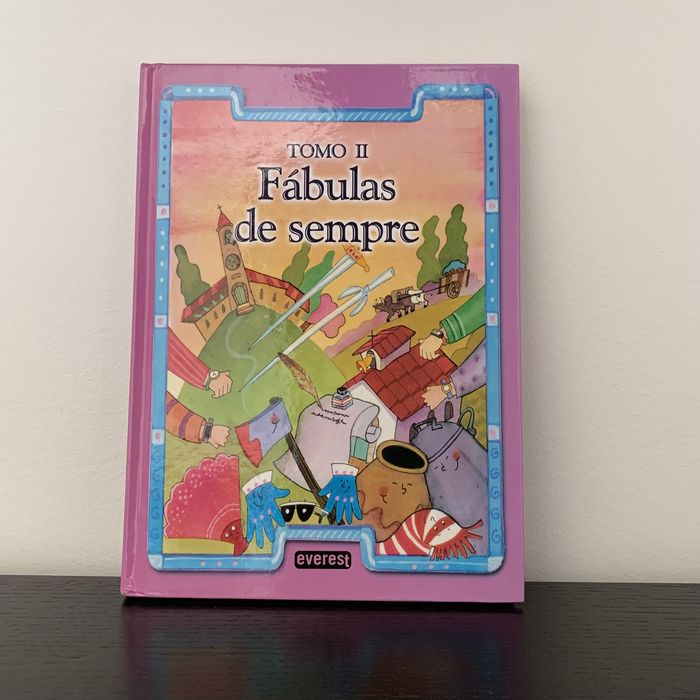 TOMO II
Fábulas
de sempre
everest